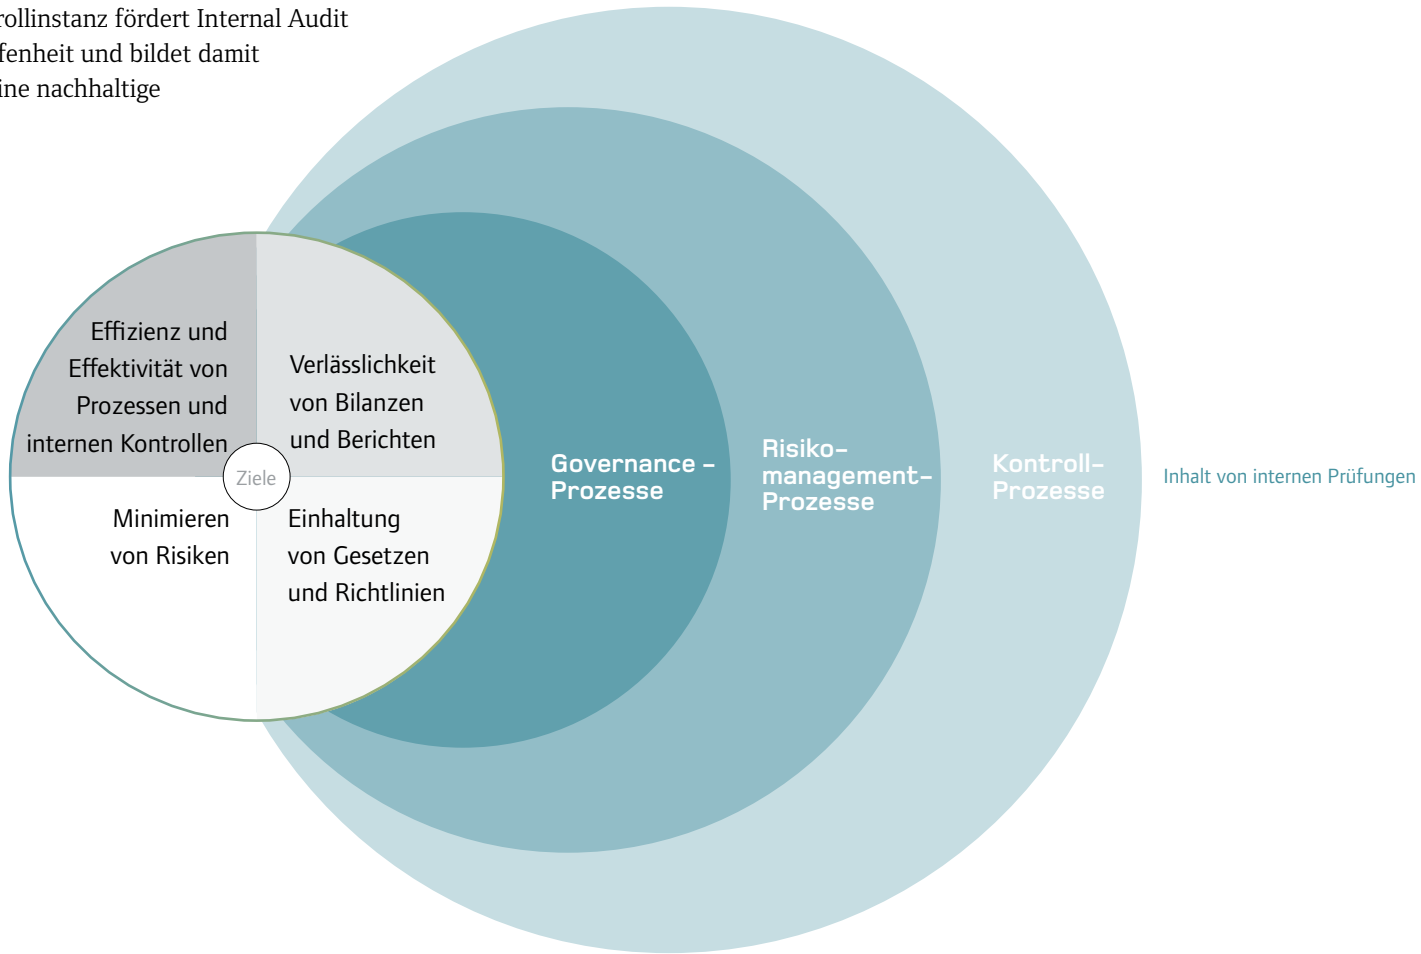 rollinstanz fördert Internal Audit
fenheit und bildet damit
ine nachhaltige
Effizienz und
Effektivität von
Prozessen und
internen Kontrollen
Verlässlichkeit
von Bilanzen
und Berichten
Ziele
Minimieren
von Risiken
Einhaltung
von Gesetzen
und Richtlinien
Governance -
Prozesse
Risiko-
management-
Prozesse
Kontroll-
Prozesse
Inhalt von internen Prüfungen